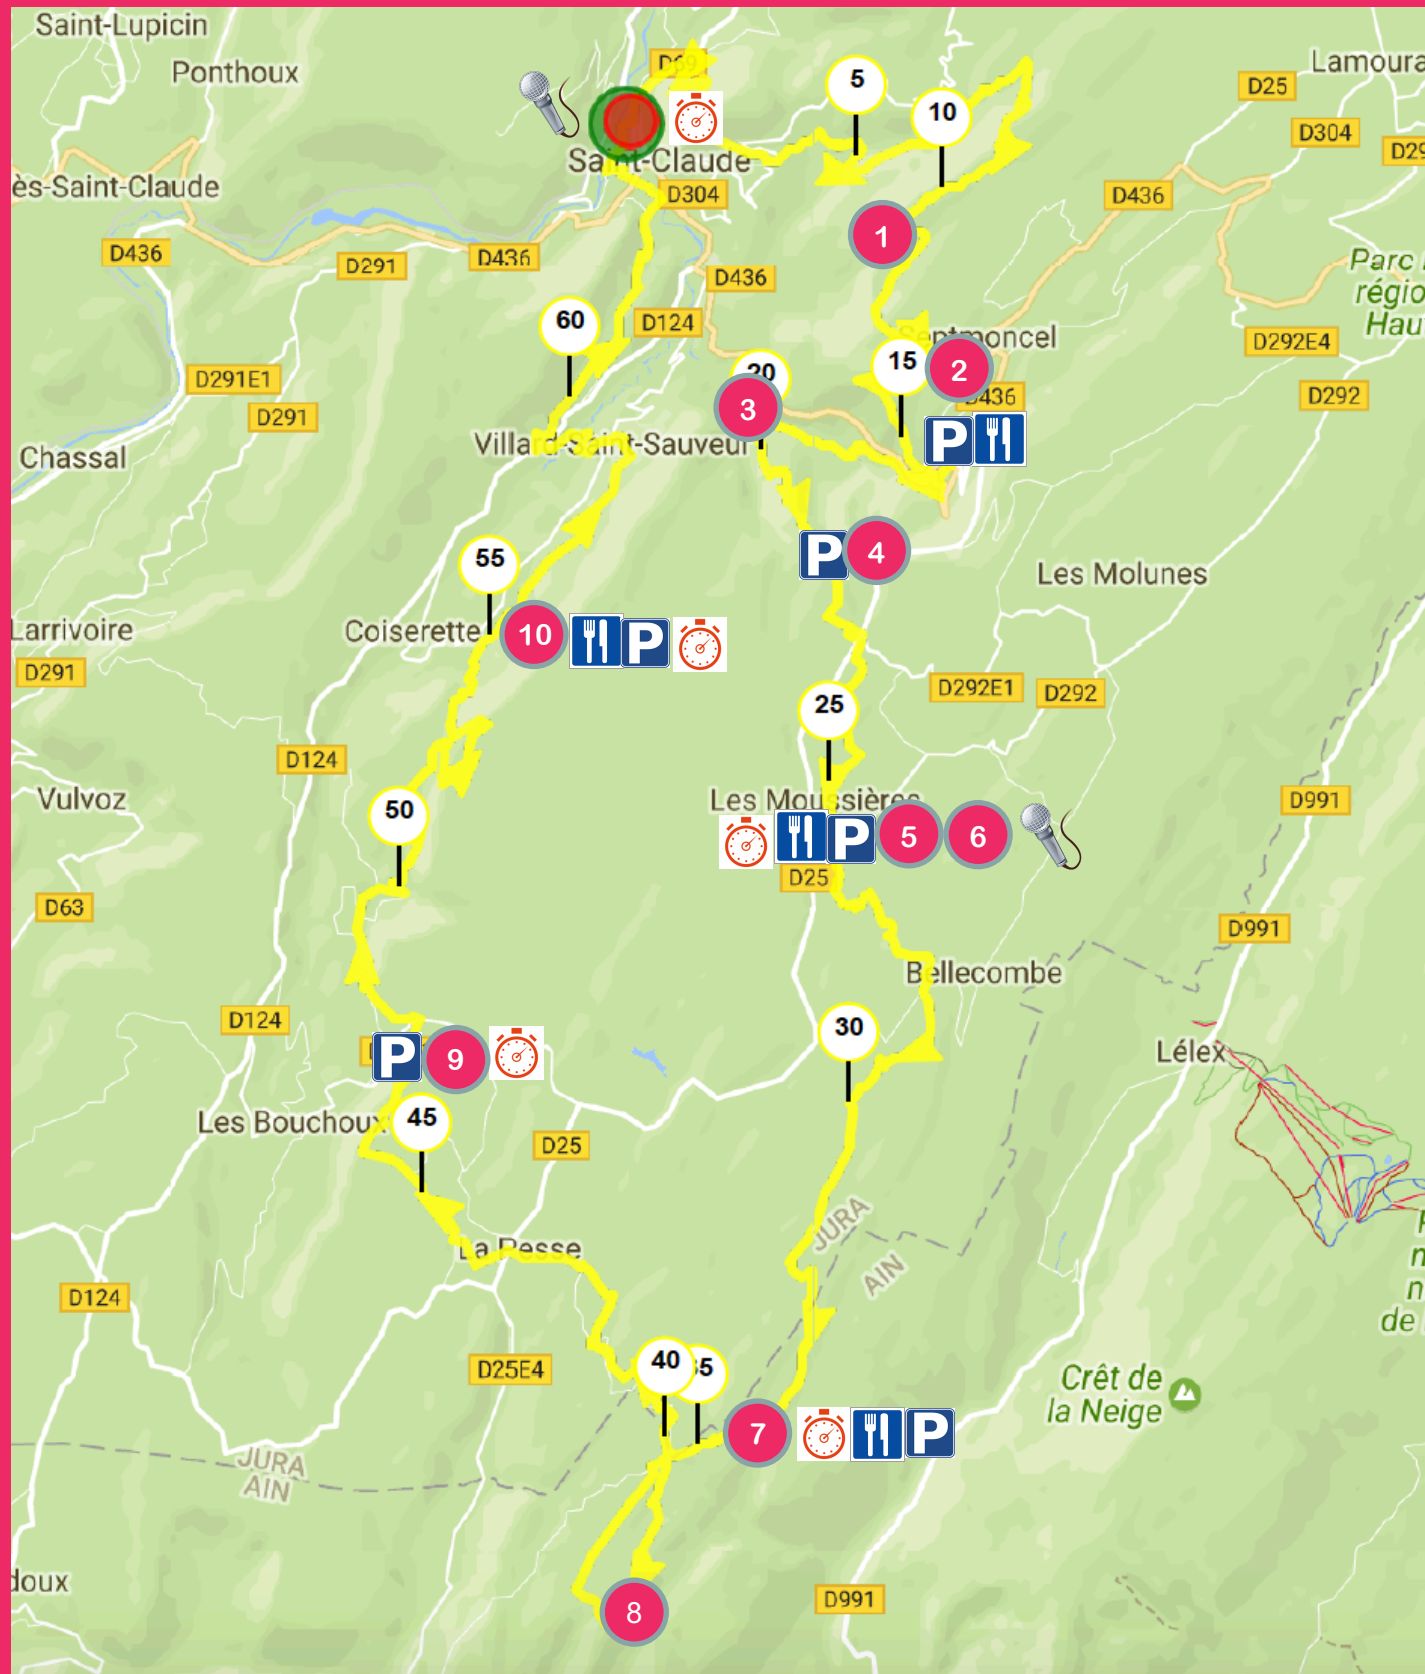 Saint-Lupicin
Ponthoux
D69
5
10
D25
Lamoura
D304
Saint-Claude
ès-Saint-Claude
D304
D436
D436
D291
D436
D436
1
Parc
régio
Hau
60
D124
Septmoncel
D292E4
D291E1
D291
20
3
15
2
D436
D292
P
Villard-Saint-Sauveur
Chassal
55
P
4
Les Molunes
Larrivoire
D291
Coiserette
10
P
25
D292E1
D292
D124
50
Vulvoz
Les Moussières
P
5
6
D991
D25
D63
D991
Bellecombe
D124
30
P
9
Lélex
Les Bouchoux
45
D25
JURA
AIN
La Pesse
D124
de
40
5
D25E4
Crêt de
la Neige
7
P
JURA
AIN
doux
8
D991